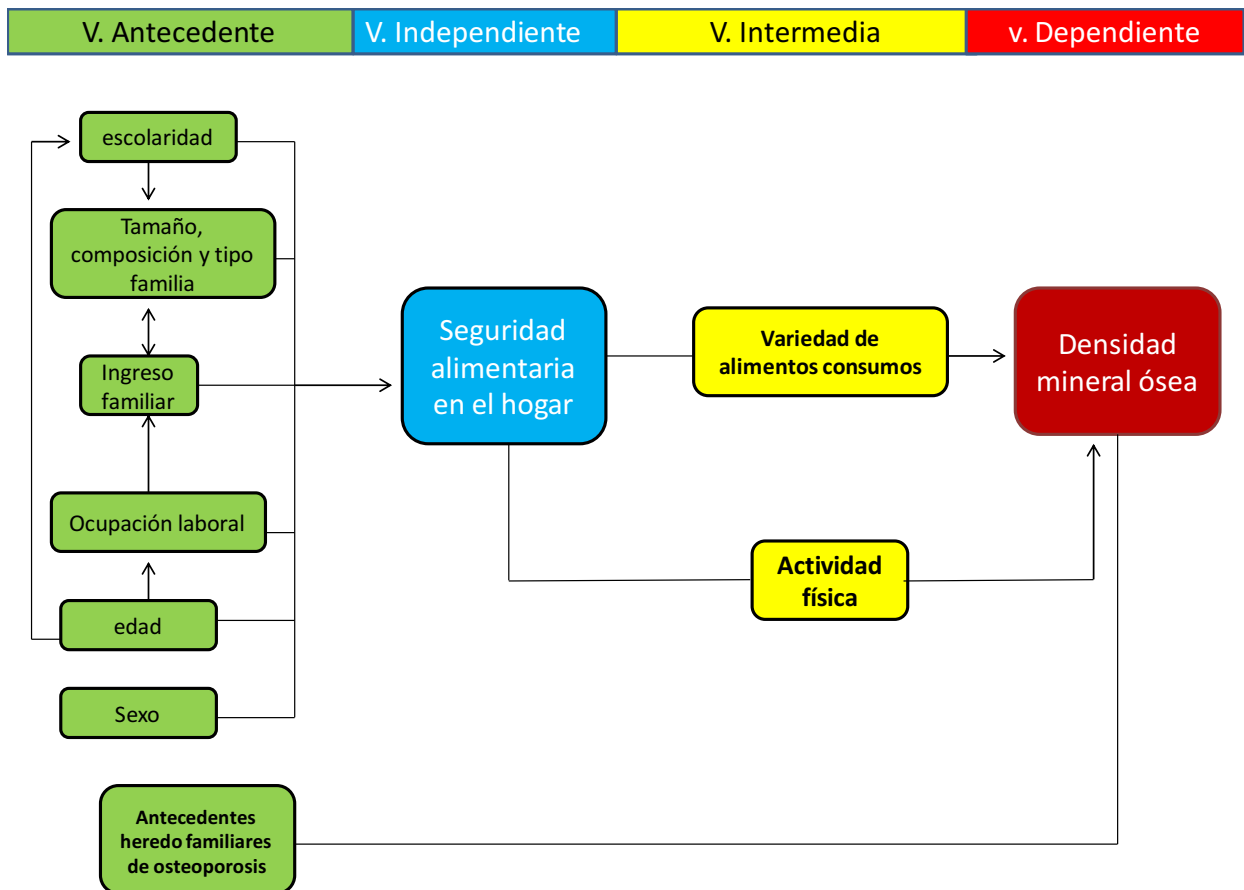 V. Antecedente
V. Independiente
V. Intermedia
v. Dependiente
escolaridad
Tamaño,
composición y tipo
familia
Ingreso
familiar
Ocupación laboral
edad
Sexo
Antecedentes
heredo familiares
de osteoporosis
Seguridad
alimentaria
en el hogar
Variedad de
alimentos consumos
Actividad
física
Densidad
mineral ósea